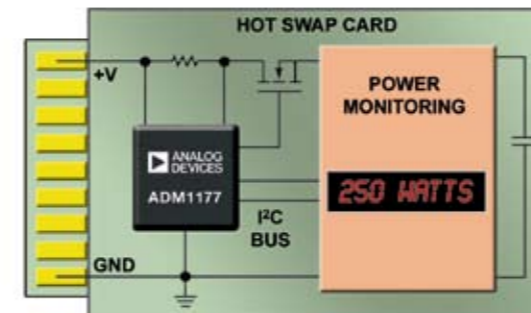 HOT SWAP CARD
+V
POWER
MONITORING
ANALOG
DEVICES
ADM1177
250 WATTS
I²C
BUS
GND